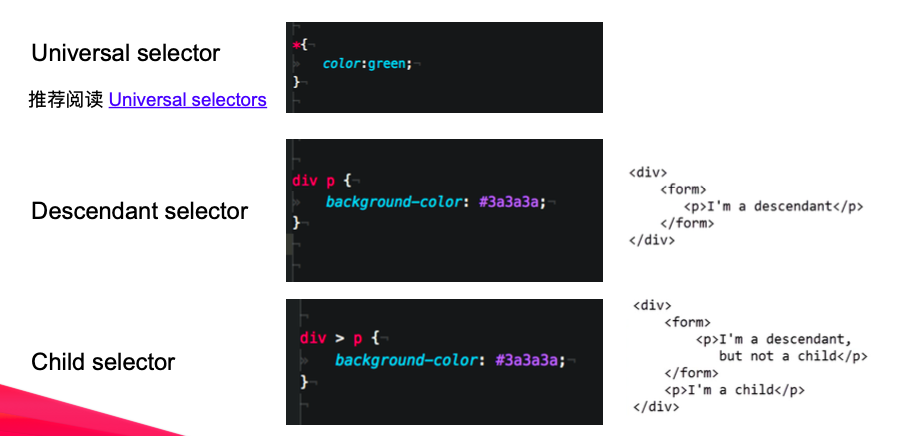 Universal selector
*{
color:green;
}
推荐阅读 Universal selectors
Descendant selector
div p {
background-color: #3a3a3a;
}
<div>
<form>
<p>I'm a descendant</p>
</form>
</div>
Child selector
div > p {
background-color: #3a3a3a;
}
<div>
<form>
<p>I'm a descendant,
but not a child</p>
</form>
<p>I'm a child</p>
</div>